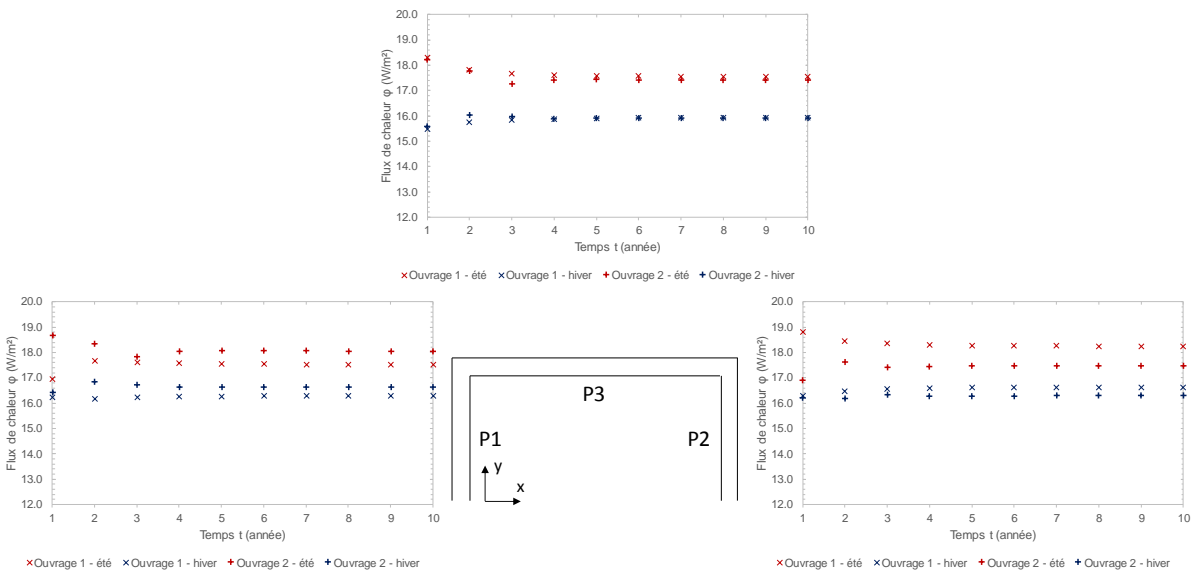 20.0
19.0
18.0
17.0
16.0
15.0
14.0
13.0
12.0
Flux de chaleur φ (W/m²)
1 2 3 4 5 6 7 8 9 10
Temps t (année)
×Ouvrage 1 - été ×Ouvrage 1 - hiver +Ouvrage 2 - été +Ouvrage 2 - hiver
20.0
19.0
18.0
17.0
16.0
15.0
14.0
13.0
12.0
Flux de chaleur φ (W/m²)
1 2 3 4 5 6 7 8 9 10
Temps t (année)
×Ouvrage 1 - été ×Ouvrage 1 - hiver +Ouvrage 2 - été +Ouvrage 2 - hiver
P3
P1 P2
y
x
20.0
19.0
18.0
17.0
16.0
15.0
14.0
13.0
12.0
Flux de chaleur φ (W/m²)
1 2 3 4 5 6 7 8 9 10
Temps t (année)
×Ouvrage 1 - été ×Ouvrage 1 - hiver +Ouvrage 2 - été +Ouvrage 2 - hiver